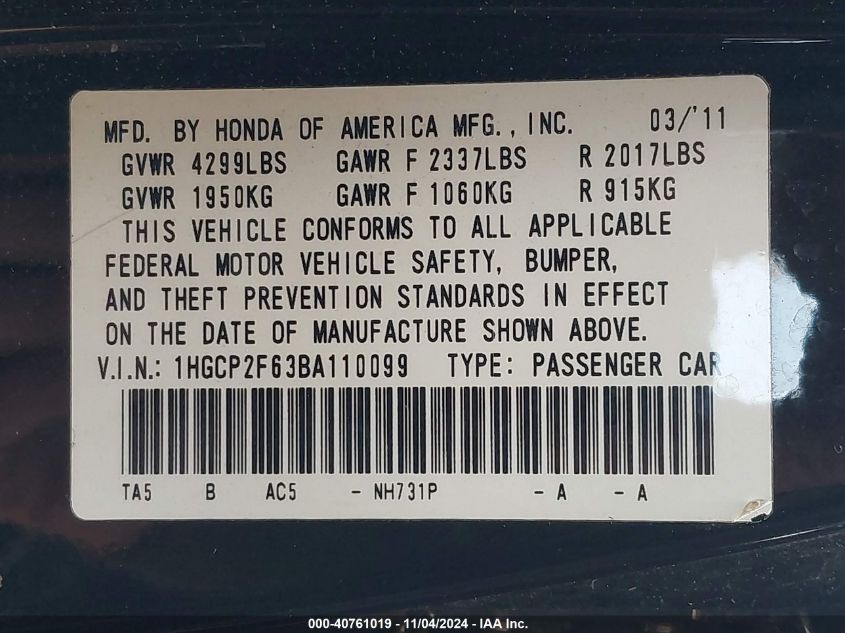 MFD. BY HONDA OF AMERICA MFG., INC. 03/'11
GVWR 4299LBS GAWR F 2337LBS R 2017LBS
GVWR 1950KG GAWR F 1060KG R 915KG
THIS VEHICLE CONFORMS TO ALL APPLICABLE
FEDERAL MOTOR VEHICLE SAFETY, BUMPER,
AND THEFT PREVENTION STANDARDS IN EFFECT
ON THE DATE OF MANUFACTURE SHOWN ABOVE.
V.I.N.: 1HGCP2F63BA110099 TYPE: PASSENGER CAR
TA5 B AC5 - NH731P - A - A
000-40761019 - 11/04/2024 - IAA Inc.